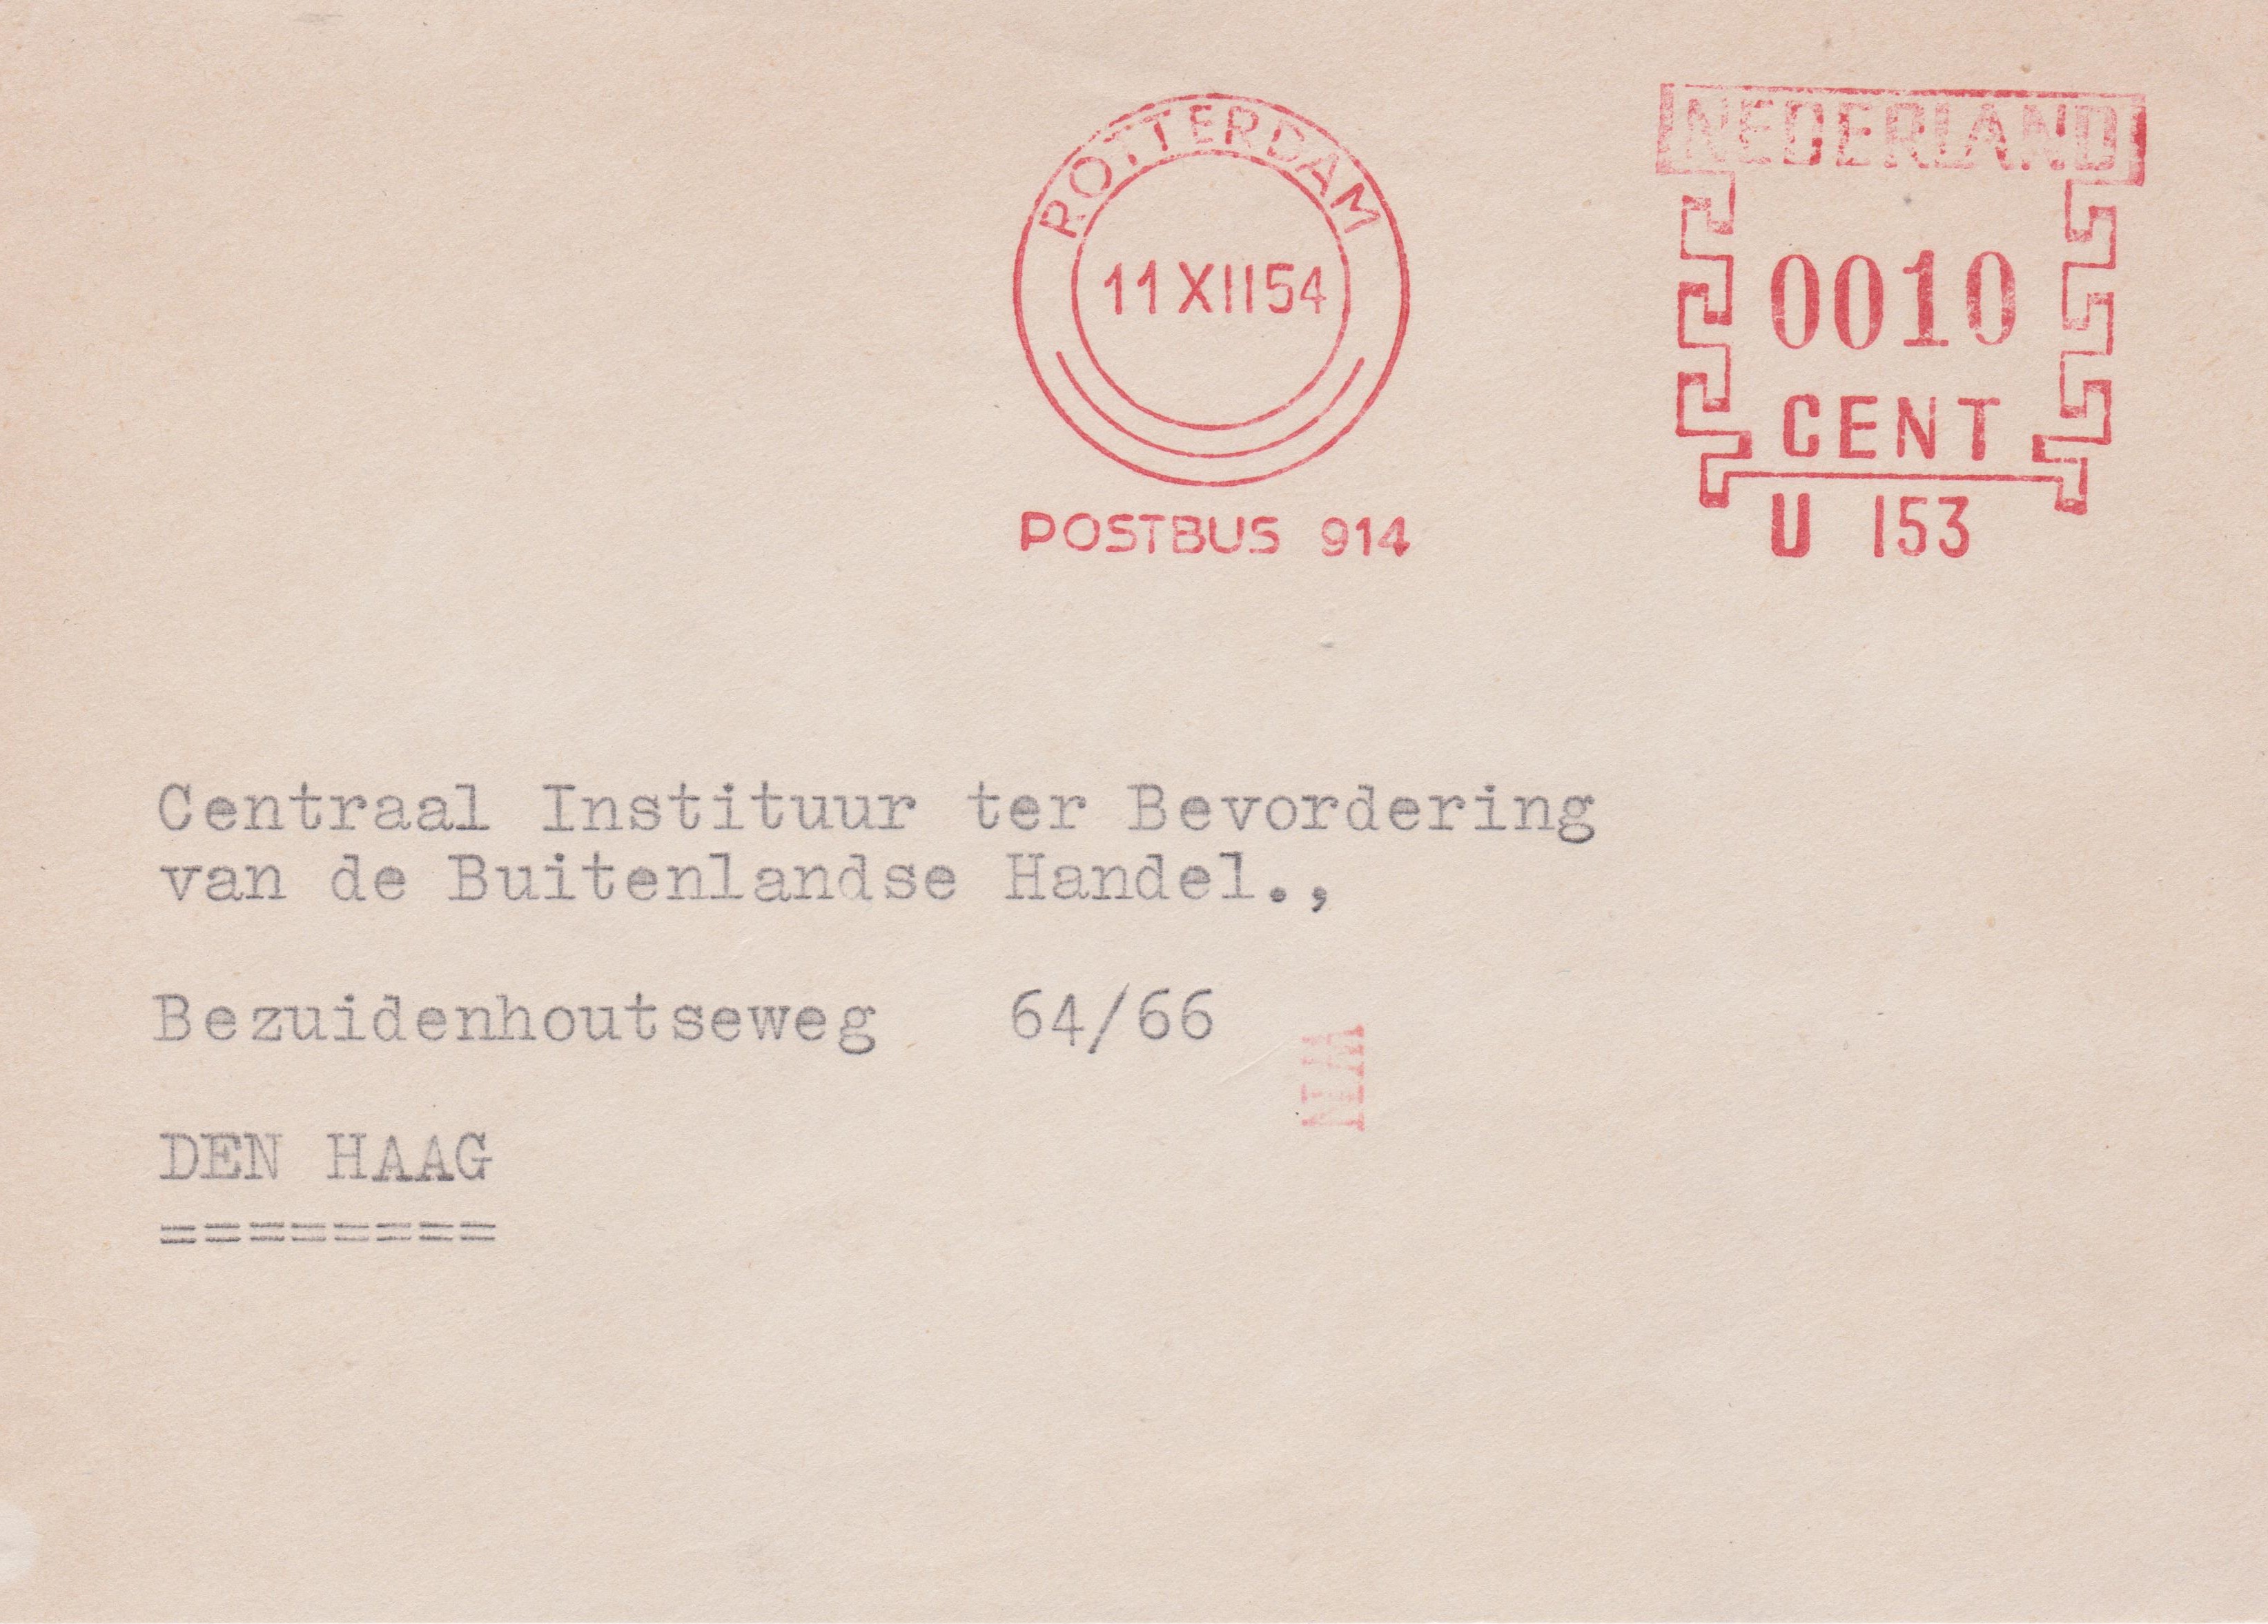 ROTTERDAM
11 XII 54
POSTBUS 914
NEDERLAND
0010
CENT
U 153
Centraal Instituur ter Bevordering
van de Buitenlandse Handel.,
Bezuidenhoutseweg 64/66
DEN HAAG
========